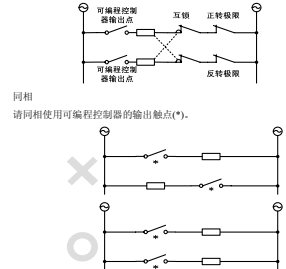 可编程控制
器输出点
互锁
正转极限
可编程控制
器输出点
反转极限
同相
请同相使用可编程控制器的输出触点(*)。
*
*
*
*